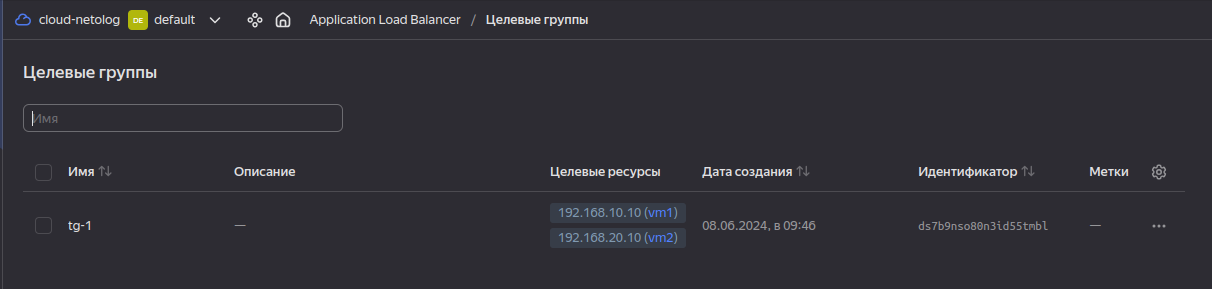 cloud-netolog DE default Application Load Balancer / Целевые группы
Целевые группы
Имя
Имя Описание Целевые ресурсы Дата создания Идентификатор Метки
tg-1 — 192.168.10.10 (vm1) 08.06.2024, в 09:46 ds7b9nso80n3id55tmbl —
192.168.20.10 (vm2)